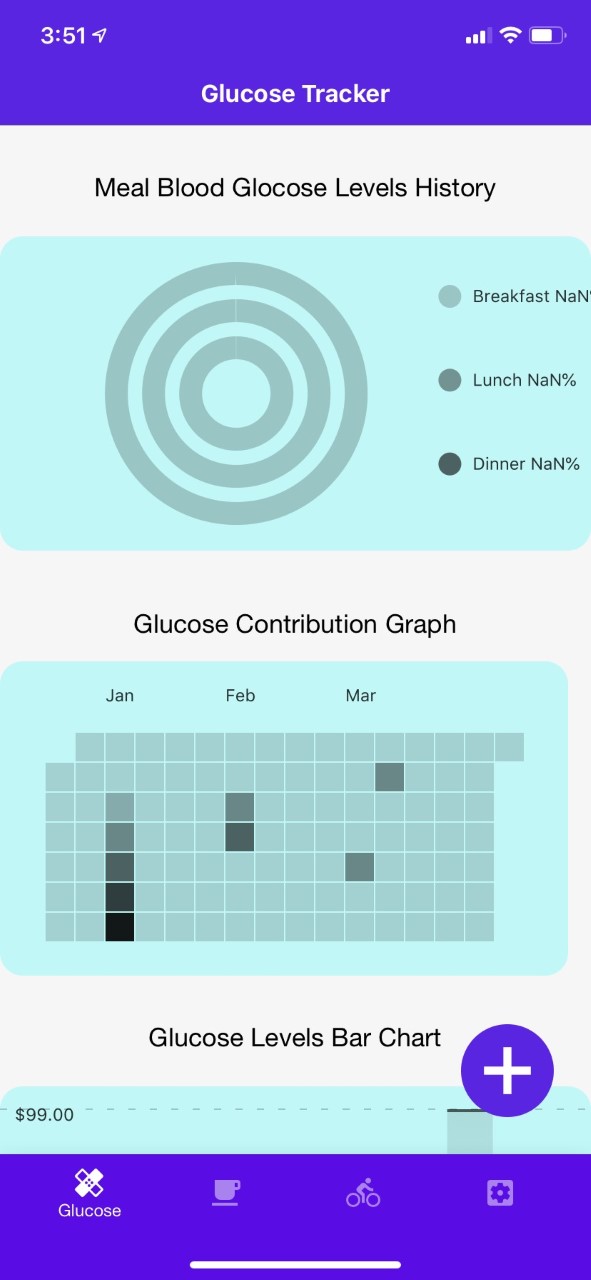 3:51
Glucose Tracker
Meal Blood Glocose Levels History
Breakfast NaN%
Lunch NaN%
Dinner NaN%
Glucose Contribution Graph
Jan Feb Mar
Glucose Levels Bar Chart
$99.00
Glucose